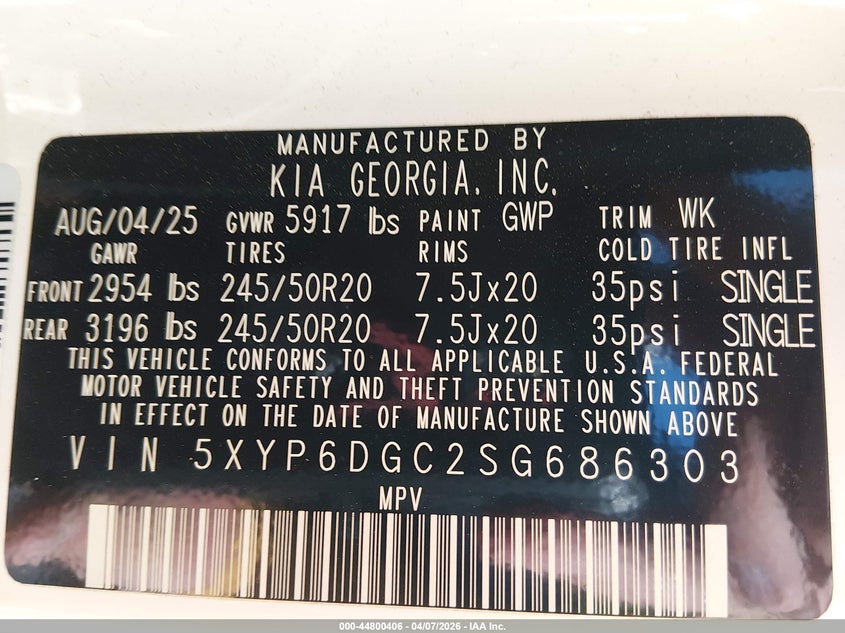 MANUFACTURED BY
KIA GEORGIA, INC.
AUG/04/25 GVWR 5917 lbs PAINT GWP TRIM WK
GAWR TIRES RIMS COLD TIRE INFL
FRONT 2954 lbs 245/50R20 7.5Jx20 35psi SINGLE
REAR 3196 lbs 245/50R20 7.5Jx20 35psi SINGLE
THIS VEHICLE CONFORMS TO ALL APPLICABLE U.S.A. FEDERAL
MOTOR VEHICLE SAFETY AND THEFT PREVENTION STANDARDS
IN EFFECT ON THE DATE OF MANUFACTURE SHOWN ABOVE
VIN 5XYP6DGC2SG686303
MPV
000-44800406 - 04/07/2026 - IAA Inc.